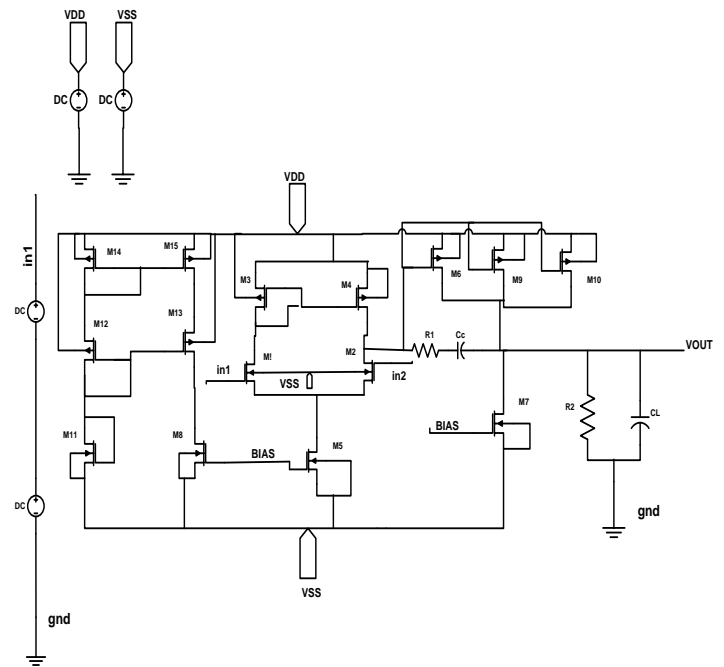 VDD
VSS
DC
DC
in1
VDD
M14
M15
M3
M4
M6
M9
M10
DC
M12
M13
R1
Cc
M!
M2
VOUT
in1
VSS
in2
M7
R2
CL
M11
M8
BIAS
M5
BIAS
DC
gnd
VSS
gnd